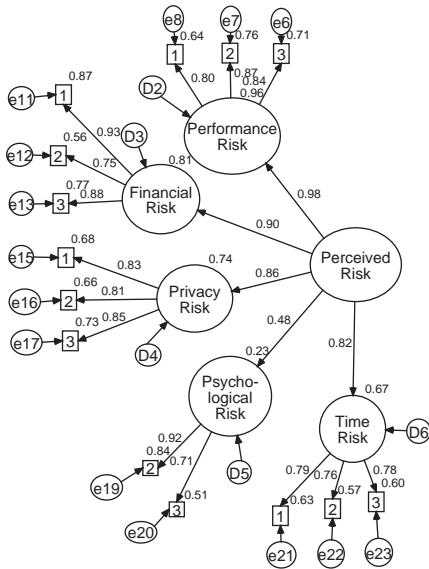 e8
e7
e6
0.64
0.76
0.71
1
2
3
0.80
0.87
0.84
0.96
D2
Performance
Risk
0.87
e11
1
0.93
D3
0.56
e12
2
0.75
0.81
0.77
e13
3
0.88
Financial
Risk
0.98
0.90
0.68
e15
1
0.83
0.74
Perceived
Risk
0.86
0.66
e16
2
0.81
Privacy
Risk
0.73
e17
3
0.85
D4
0.48
0.82
0.23
Psycho-
logical
Risk
0.67
Time
Risk
D6
0.92
0.84
2
0.71
e19
D5
0.51
3
e20
0.79
0.76
0.78
0.63
0.57
0.60
1
2
3
e21
e22
e23